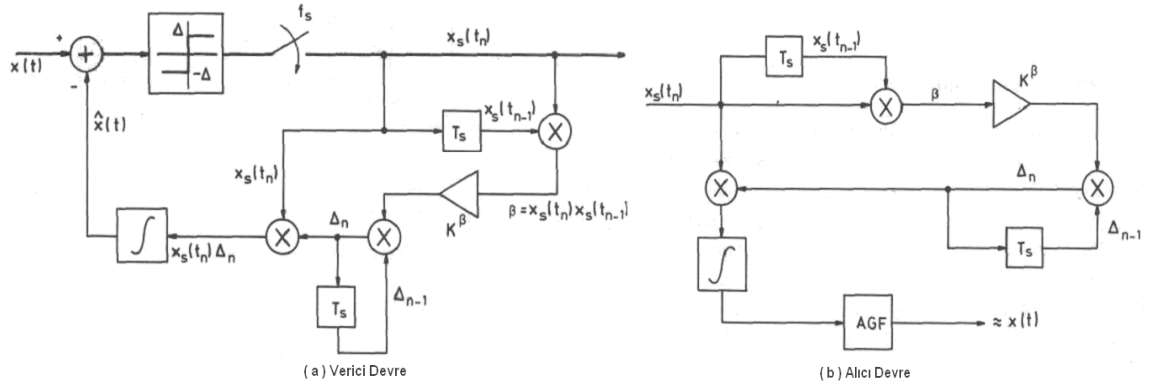 x(t)
+
-
+
Δ
-Δ
f_s
x_s(t_n)
x̂(t)
T_s
x_s(t_{n-1})
X
x_s(t_n)
K^β
β = x_s(t_n) x_s(t_{n-1})
∫
x_s(t_n) Δ_n
X
Δ_n
X
T_s
Δ_{n-1}
( a ) Verici Devre
x_s(t_n)
T_s
x_s(t_{n-1})
X
β
K^β
X
Δ_n
X
T_s
Δ_{n-1}
∫
AGF
≈ x(t)
( b ) Alıcı Devre